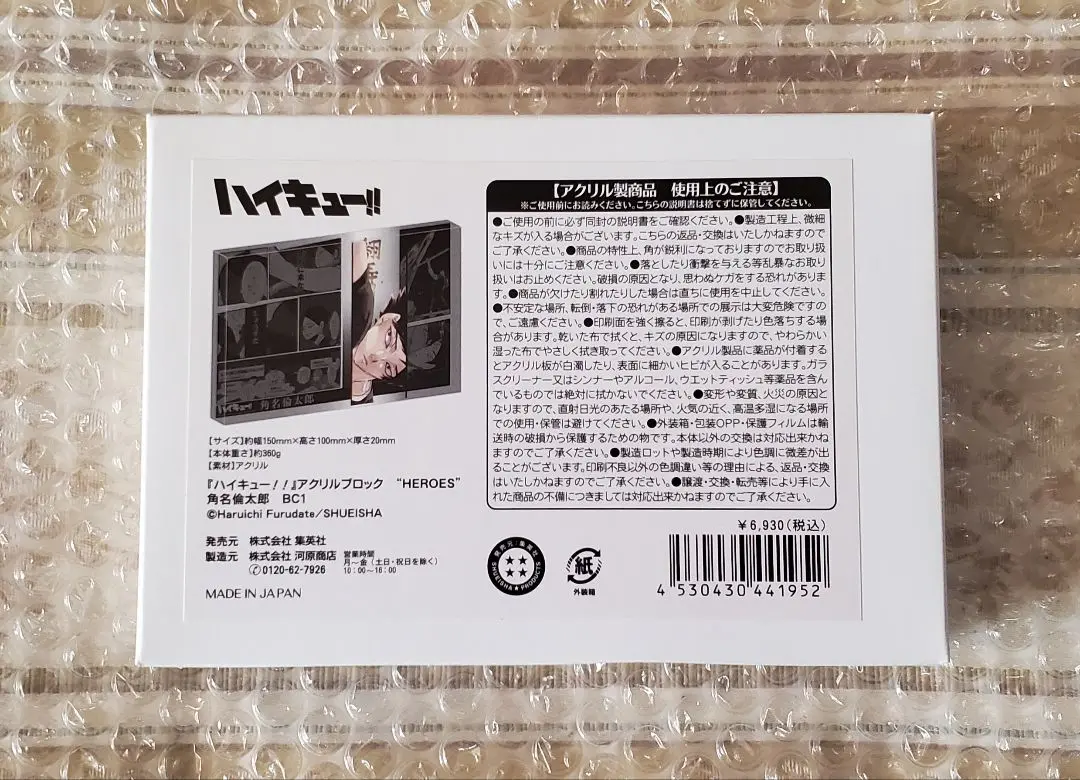 ハイキュー!!
ハイキュー!! 角名倫太郎
【サイズ】約幅150mm×高さ100mm×厚さ20mm
【本体重さ】約360g
【素材】アクリル
『ハイキュー！！』アクリルブロック “HEROES”
角名倫太郎 BC1
©Haruichi Furudate/SHUEISHA
発売元 株式会社 集英社
製造元 株式会社 河原商店 営業時間
月～金（土日・祝日を除く）
✆0120-62-7926 10:00～16:00
MADE IN JAPAN
【アクリル製商品 使用上のご注意】
※ご使用前にお読みください。こちらの説明書は捨てずに保管してください。
●ご使用の前に必ず同封の説明書をご確認ください。●製造工程上、微細
なキズが入る場合がございます。こちらの返品・交換はいたしかねますので
ご了承ください。●商品の特性上、角が鋭利になっておりますのでお取り扱
いには十分にご注意ください。●落としたり衝撃を与える等乱暴なお取り
扱いはお止めください。破損の原因となり、思わぬケガをする恐れがありま
す。●商品が欠けたり割れたりした場合は直ちに使用を中止してください。
●不安定な場所、転倒・落下の恐れがある場所での展示は大変危険ですの
で、ご遠慮ください。●印刷面を強く擦ると、印刷が剥げたり色落ちする場
合があります。乾いた布で拭くと、キズの原因になりますので、やわらかい
湿った布でやさしく拭き取ってください。●アクリル製品に薬品が付着する
とアクリル板が白濁したり、表面に細かいヒビが入ることがあります。ガラ
スクリーナー又はシンナーやアルコール、ウエットティッシュ等薬品を含ん
でいるものでは絶対に拭かないでください。●変形や変質、火災の原因と
なりますので、直射日光のあたる場所や、火気の近く、高温多湿になる場所
での使用・保管は避けてください。●外装箱・包装OPP・保護フィルムは輸
送時の破損から保護するための物です。本体以外の交換は対応出来かね
ますのでご了承ください。●製造ロットや製造時期により色調に微差が出
ることがございます。印刷不良以外の色調違い等の理由による、返品・交換
はいたしかねますのでご了承ください。●譲渡・交換・転売等により手に入
れた商品の不備につきましては対応出来かねますのでご了承ください。
￥6,930(税込)
発売元/集英社
SHUEISHA★PRODUCTS
紙
外装箱
4 530430 441952